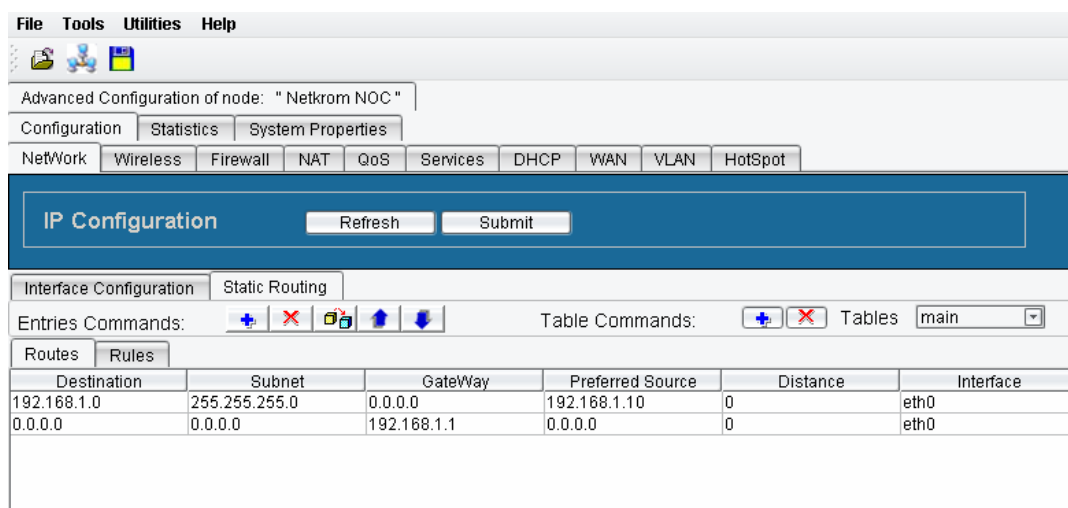 File Tools Utilities Help
Advanced Configuration of node: "Netkrom NOC"
Configuration Statistics System Properties
NetWork Wireless Firewall NAT QoS Services DHCP WAN VLAN HotSpot
IP Configuration Refresh Submit
Interface Configuration Static Routing
Entries Commands: Table Commands: Tables main
Routes Rules
Destination Subnet GateWay Preferred Source Distance Interface
192.168.1.0 255.255.255.0 0.0.0.0 192.168.1.10 0 eth0
0.0.0.0 0.0.0.0 192.168.1.1 0.0.0.0 0 eth0